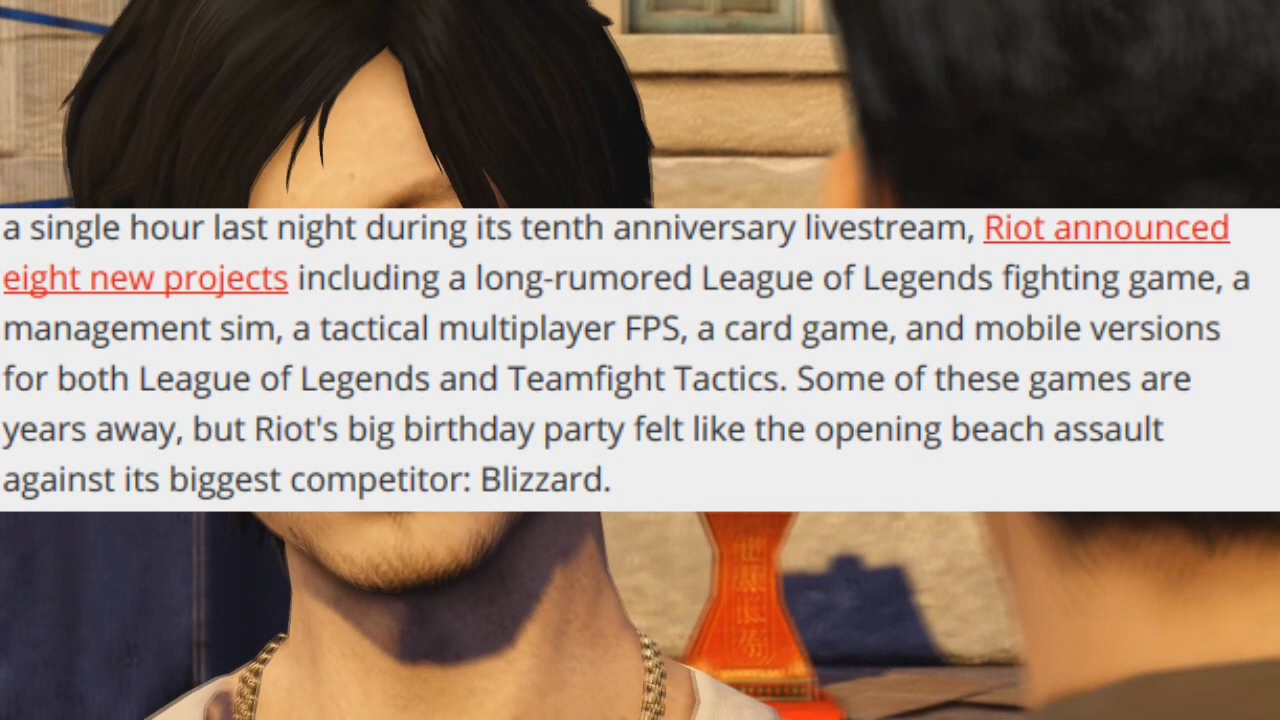 a single hour last night during its tenth anniversary livestream, Riot announced
eight new projects including a long-rumored League of Legends fighting game, a
management sim, a tactical multiplayer FPS, a card game, and mobile versions
for both League of Legends and Teamfight Tactics. Some of these games are
years away, but Riot's big birthday party felt like the opening beach assault
against its biggest competitor: Blizzard.